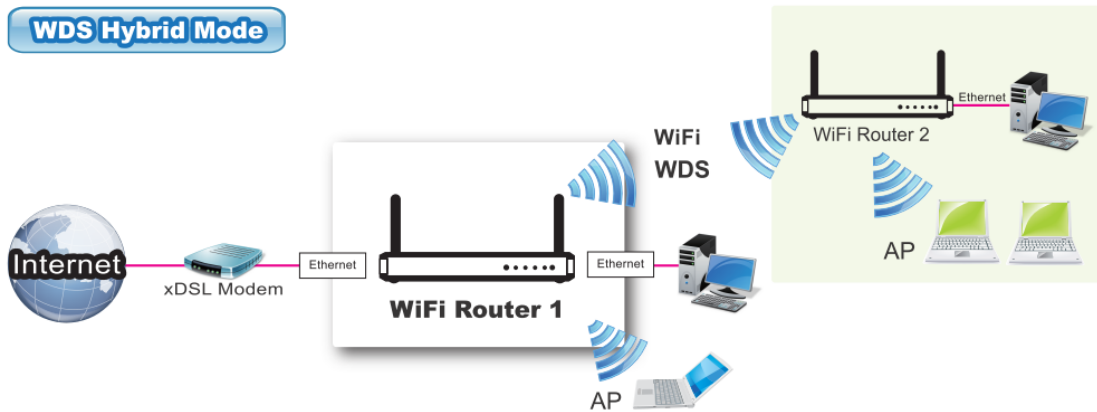 WDS Hybrid Mode
Ethernet
WiFi Router 2
WiFi
WDS
AP
Internet
xDSL Modem
Ethernet
Ethernet
WiFi Router 1
AP